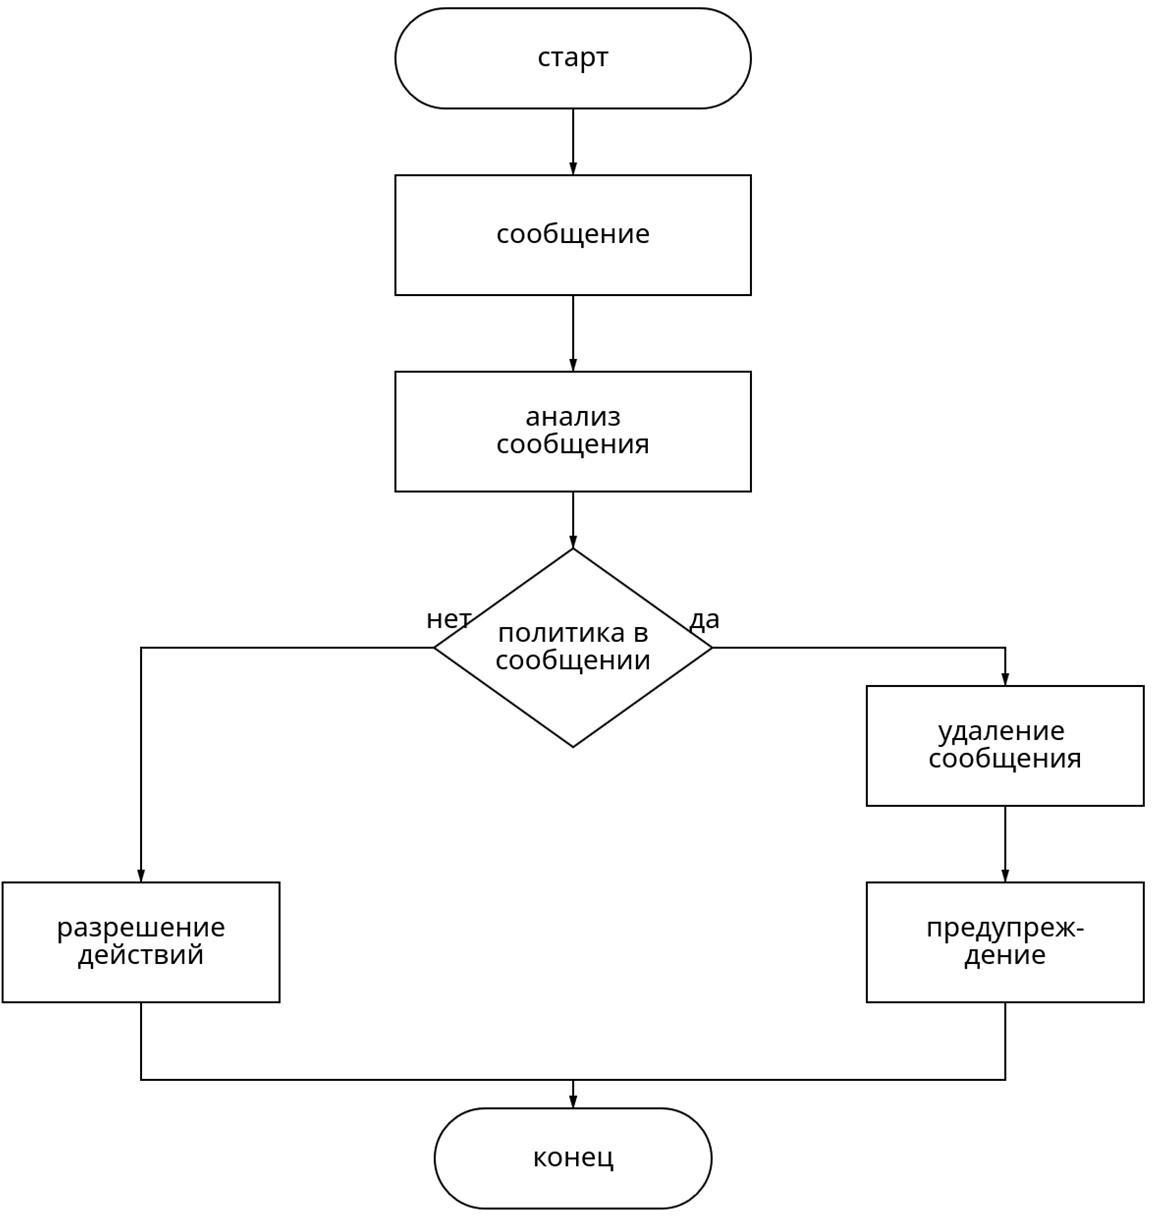 старт
сообщение
анализ
сообщения
нет
да
политика в
сообщении
удаление
сообщения
разрешение
действий
предупреж-
дение
конец